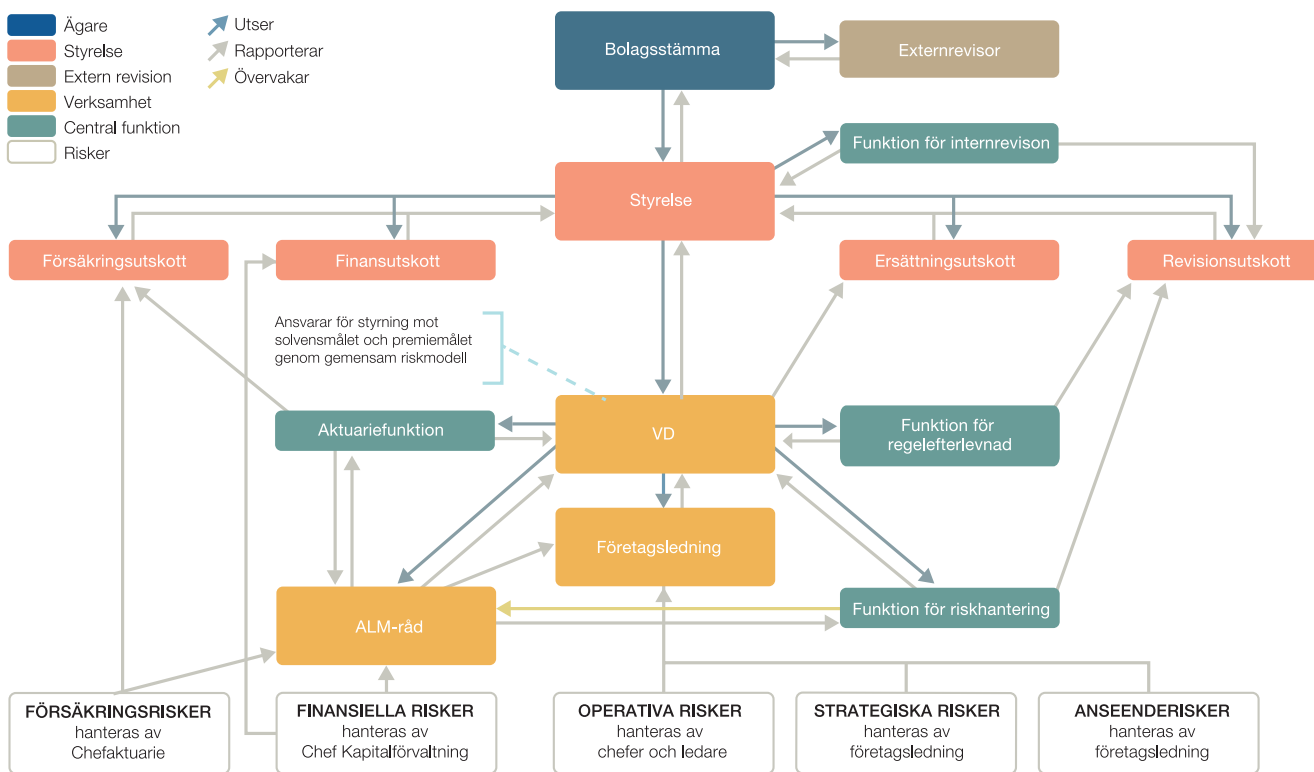 Ägare
Styrelse
Extern revision
Verksamhet
Central funktion
Risker
Utser
Rapporterar
Övervakar
Bolagsstämma
Externrevisor
Funktion för internrevison
Styrelse
Försäkringsutskott
Finansutskott
Ersättningsutskott
Revisionsutskott
Ansvarar för styrning mot
solvensmålet och premiemålet
genom gemensam riskmodell
Aktuariefunktion
VD
Funktion för
regelefterlevnad
Företagsledning
ALM-råd
Funktion för riskhantering
FÖRSÄKRINGSRISKER
hanteras av
Chefaktuarie
FINANSIELLA RISKER
hanteras av
Chef Kapitalförvaltning
OPERATIVA RISKER
hanteras av
chefer och ledare
STRATEGISKA RISKER
hanteras av
företagsledning
ANSEENDERISKER
hanteras av
företagsledning